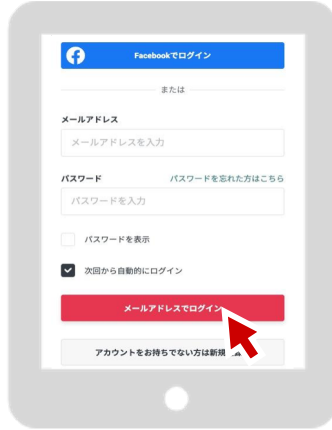 Facebookでログイン
または
メールアドレス
メールアドレスを入力
パスワード パスワードを忘れた方はこちら
パスワードを入力
パスワードを表示
次回から自動的にログイン
メールアドレスでログイン
アカウントをお持ちでない方は新規